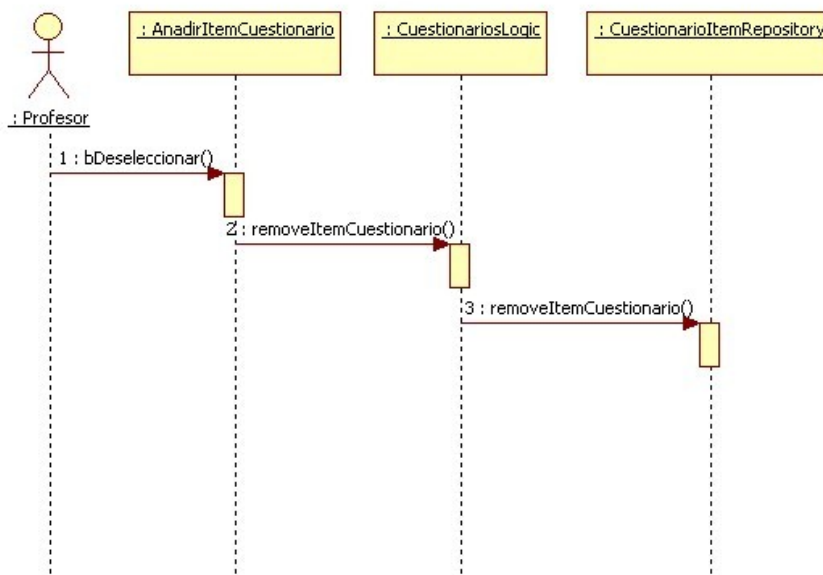 : AnadirItemCuestionario
: CuestionariosLogic
: CuestionarioItemRepository
: Profesor
1 : bDeseleccionar()
2 : removeItemCuestionario()
3 : removeItemCuestionario()